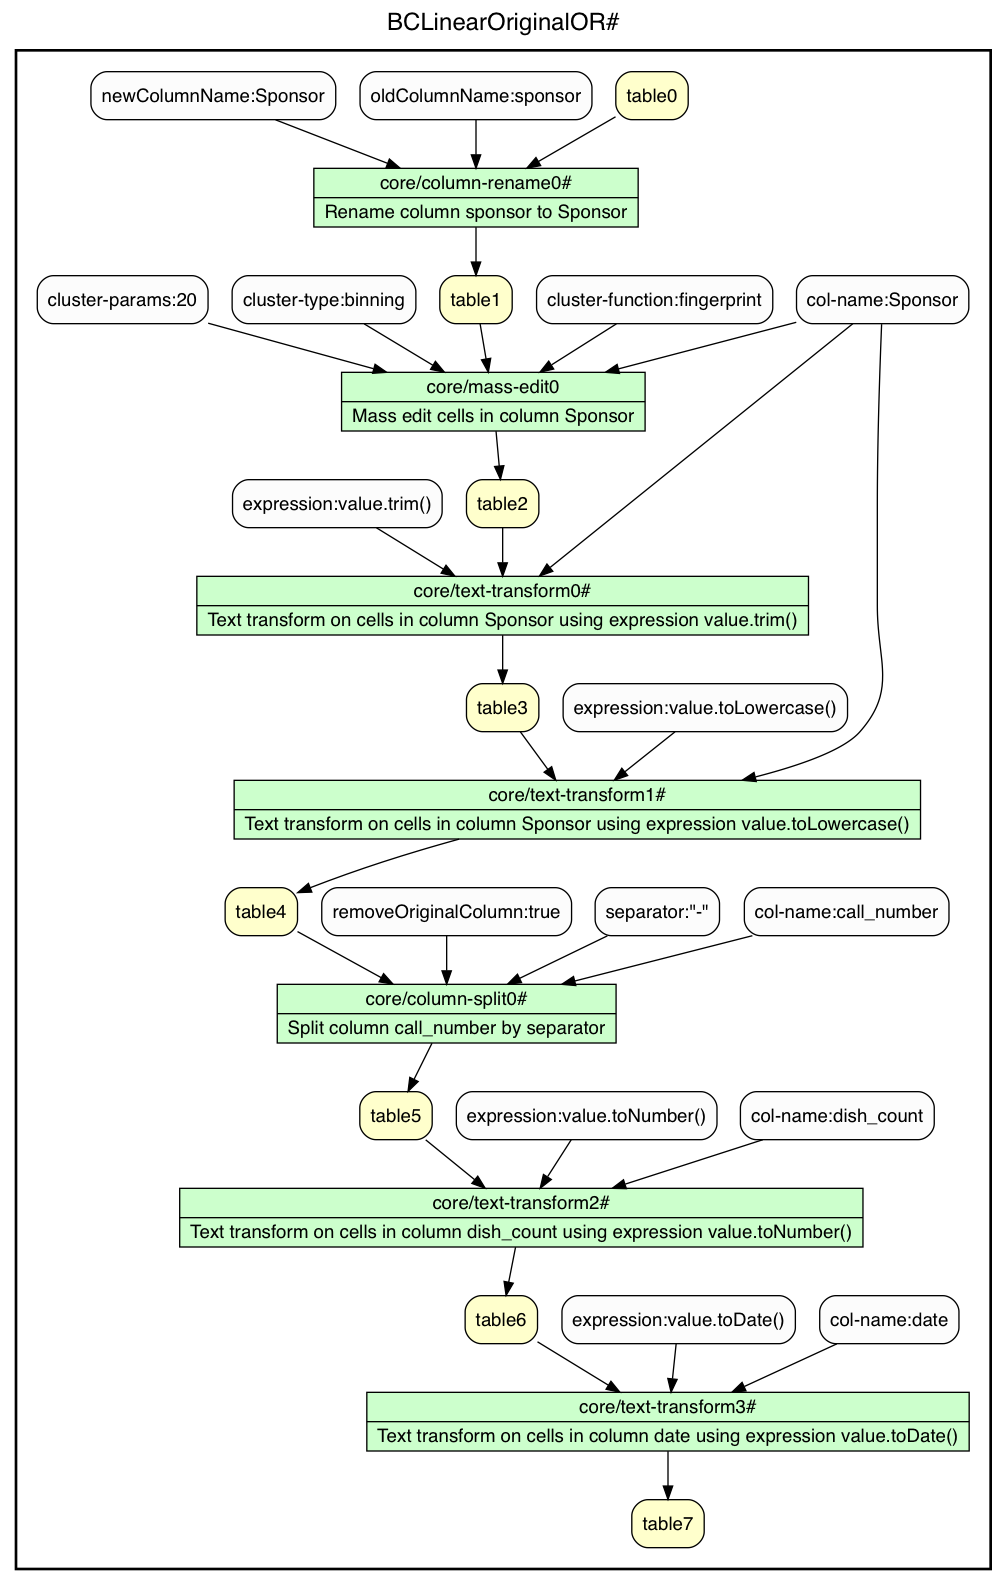 BCLinearOriginalOR#
newColumnName:Sponsor
oldColumnName:sponsor
table0
core/column-rename0#
Rename column sponsor to Sponsor
cluster-params:20
cluster-type:binning
table1
cluster-function:fingerprint
col-name:Sponsor
core/mass-edit0
Mass edit cells in column Sponsor
expression:value.trim()
table2
core/text-transform0#
Text transform on cells in column Sponsor using expression value.trim()
table3
expression:value.toLowercase()
core/text-transform1#
Text transform on cells in column Sponsor using expression value.toLowercase()
table4
removeOriginalColumn:true
separator:"-"
col-name:call_number
core/column-split0#
Split column call_number by separator
table5
expression:value.toNumber()
col-name:dish_count
core/text-transform2#
Text transform on cells in column dish_count using expression value.toNumber()
table6
expression:value.toDate()
col-name:date
core/text-transform3#
Text transform on cells in column date using expression value.toDate()
table7